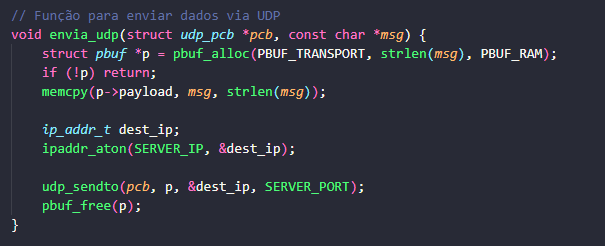 // Função para enviar dados via UDP
void envia_udp(struct udp_pcb *pcb, const char *msg) {
    struct pbuf *p = pbuf_alloc(PBUF_TRANSPORT, strlen(msg), PBUF_RAM);
    if (!p) return;
    memcpy(p->payload, msg, strlen(msg));

    ip_addr_t dest_ip;
    ipaddr_aton(SERVER_IP, &dest_ip);

    udp_sendto(pcb, p, &dest_ip, SERVER_PORT);
    pbuf_free(p);
}